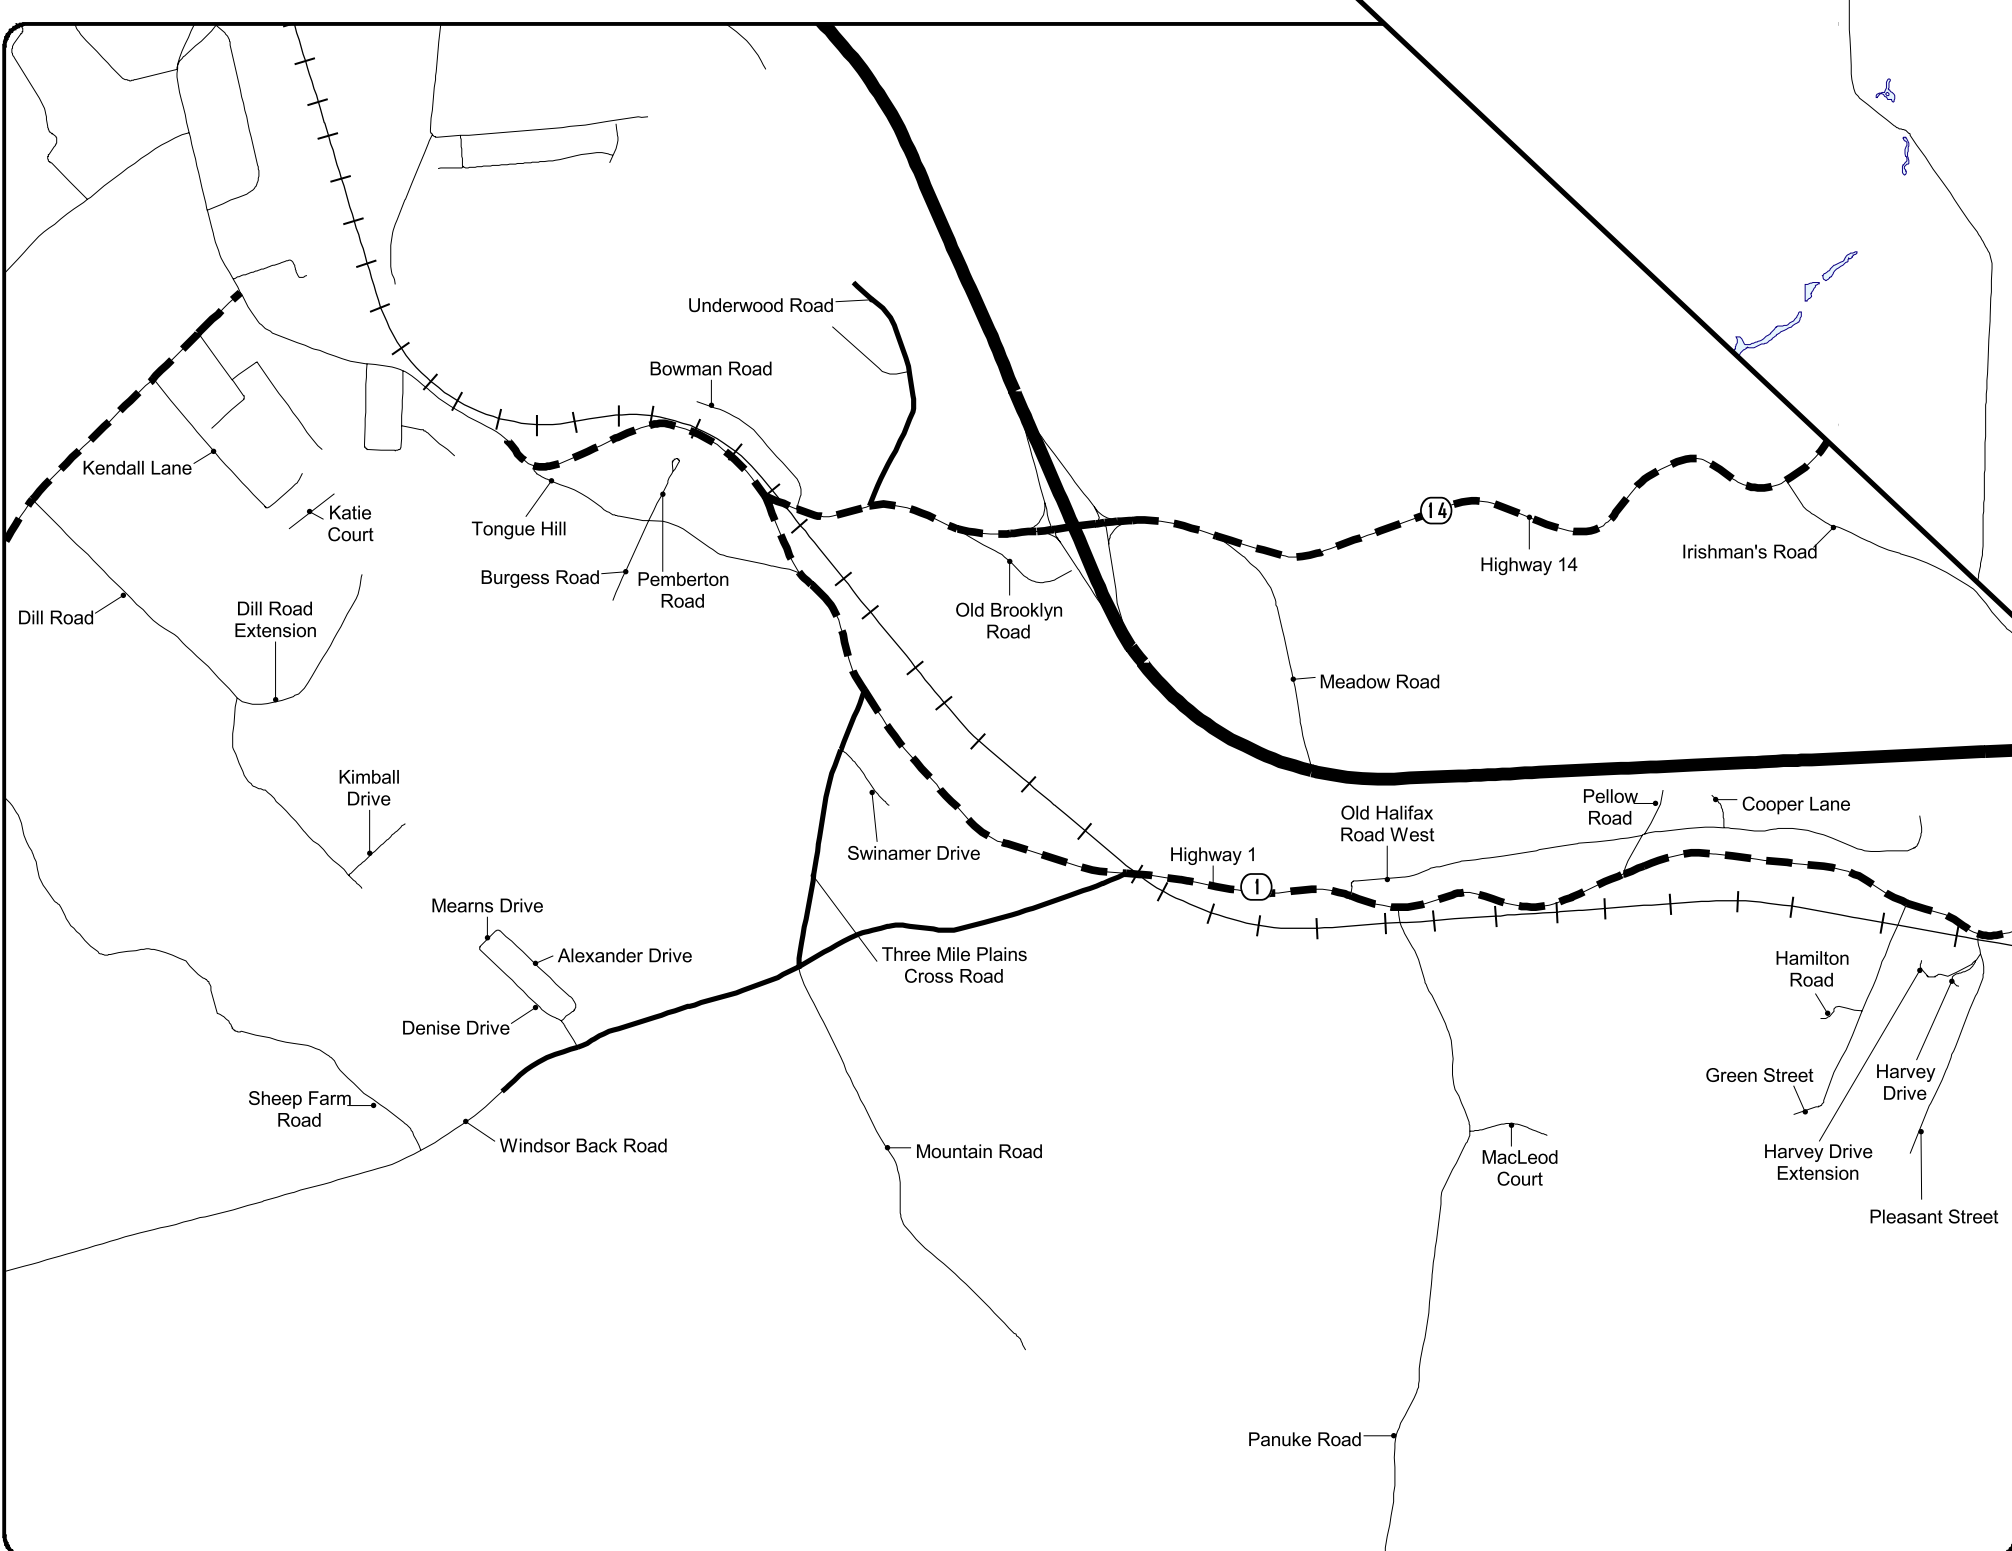 Underwood Road
Bowman Road
Kendall Lane
Katie
Court
Tongue Hill
14
Highway 14
Irishman's Road
Burgess Road
Pemberton
Road
Dill Road
Dill Road
Extension
Old Brooklyn
Road
Meadow Road
Kimball
Drive
Pellow
Road
Cooper Lane
Old Halifax
Road West
Swinamer Drive
Highway 1
1
Mearns Drive
Alexander Drive
Three Mile Plains
Cross Road
Hamilton
Road
Denise Drive
Green Street
Harvey
Drive
Sheep Farm
Road
Windsor Back Road
Mountain Road
MacLeod
Court
Harvey Drive
Extension
Pleasant Street
Panuke Road